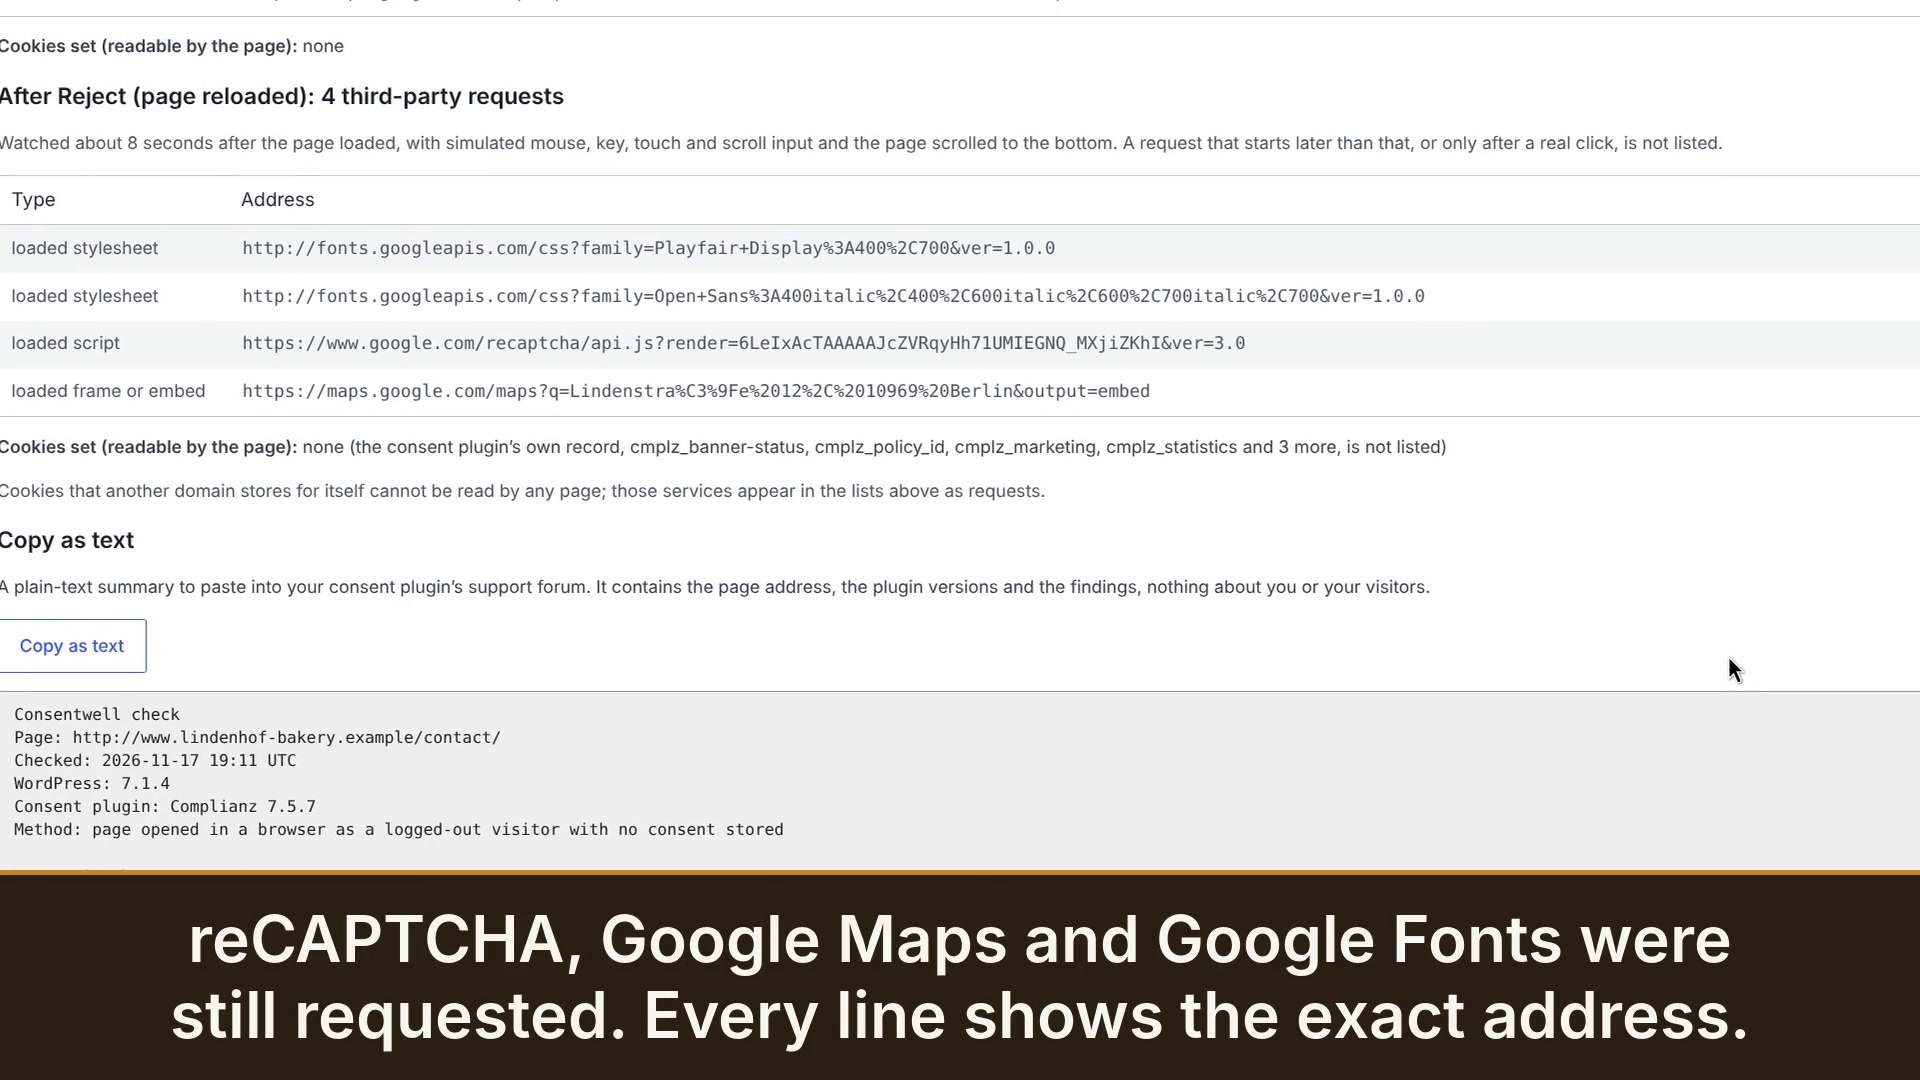 Cookies set (readable by the page): none
After Reject (page reloaded): 4 third-party requests
Watched about 8 seconds after the page loaded, with simulated mouse, key, touch and scroll input and the page scrolled to the bottom. A request that starts later than that, or only after a real click, is not listed.
Type Address
loaded stylesheet http://fonts.googleapis.com/css?family=Playfair+Display%3A400%2C700&ver=1.0.0
loaded stylesheet http://fonts.googleapis.com/css?family=Open+Sans%3A400italic%2C400%2C600italic%2C600%2C700italic%2C700&ver=1.0.0
loaded script https://www.google.com/recaptcha/api.js?render=6LeIxAcTAAAAAJcZVRqyHh71UMIEGNQ_MXjiZKhI&ver=3.0
loaded frame or embed https://maps.google.com/maps?q=Lindenstra%C3%9Fe%2012%2C%2010969%20Berlin&output=embed
Cookies set (readable by the page): none (the consent plugin’s own record, cmplz_banner-status, cmplz_policy_id, cmplz_marketing, cmplz_statistics and 3 more, is not listed)
Cookies that another domain stores for itself cannot be read by any page; those services appear in the lists above as requests.
Copy as text
A plain-text summary to paste into your consent plugin’s support forum. It contains the page address, the plugin versions and the findings, nothing about you or your visitors.
Copy as text
Consentwell check
Page: http://www.lindenhof-bakery.example/contact/
Checked: 2026-11-17 19:11 UTC
WordPress: 7.1.4
Consent plugin: Complianz 7.5.7
Method: page opened in a browser as a logged-out visitor with no consent stored
reCAPTCHA, Google Maps and Google Fonts were
still requested. Every line shows the exact address.